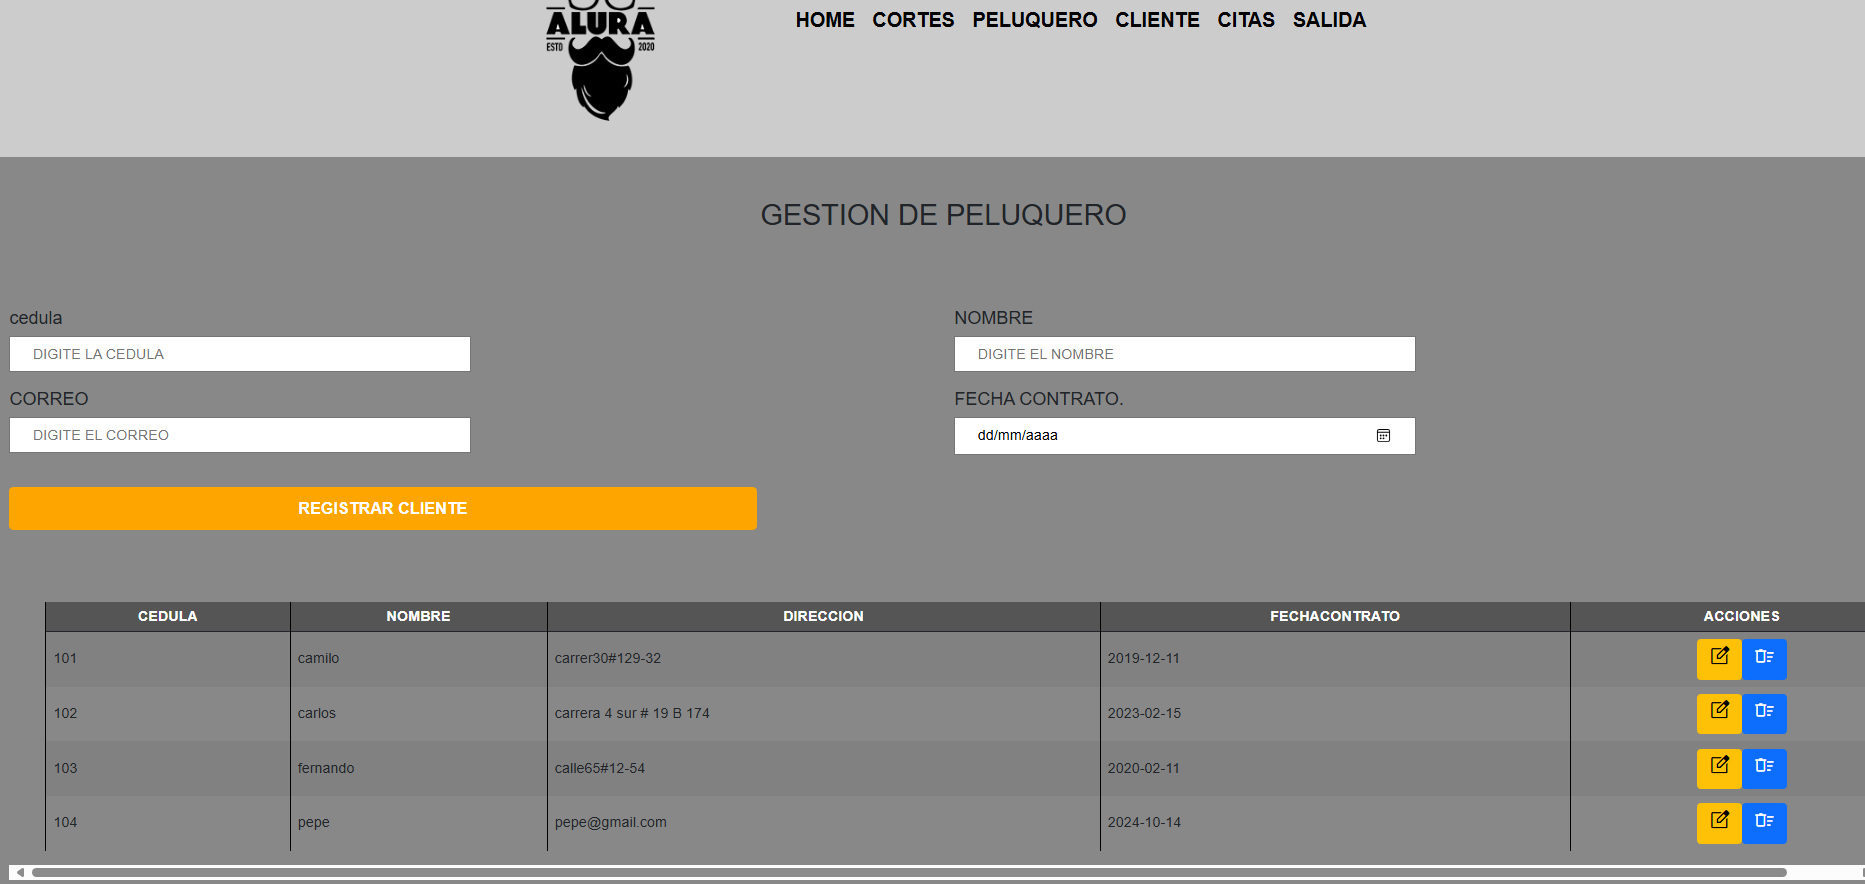 ALURA
ESTD 2020
HOME CORTES PELUQUERO CLIENTE CITAS SALIDA
GESTION DE PELUQUERO
cedula NOMBRE
DIGITE LA CEDULA DIGITE EL NOMBRE
CORREO FECHA CONTRATO.
DIGITE EL CORREO dd/mm/aaaa
REGISTRAR CLIENTE
CEDULA NOMBRE DIRECCION FECHACONTRATO ACCIONES
101 camilo carrer30#129-32 2019-12-11
102 carlos carrera 4 sur # 19 B 174 2023-02-15
103 fernando calle65#12-54 2020-02-11
104 pepe pepe@gmail.com 2024-10-14